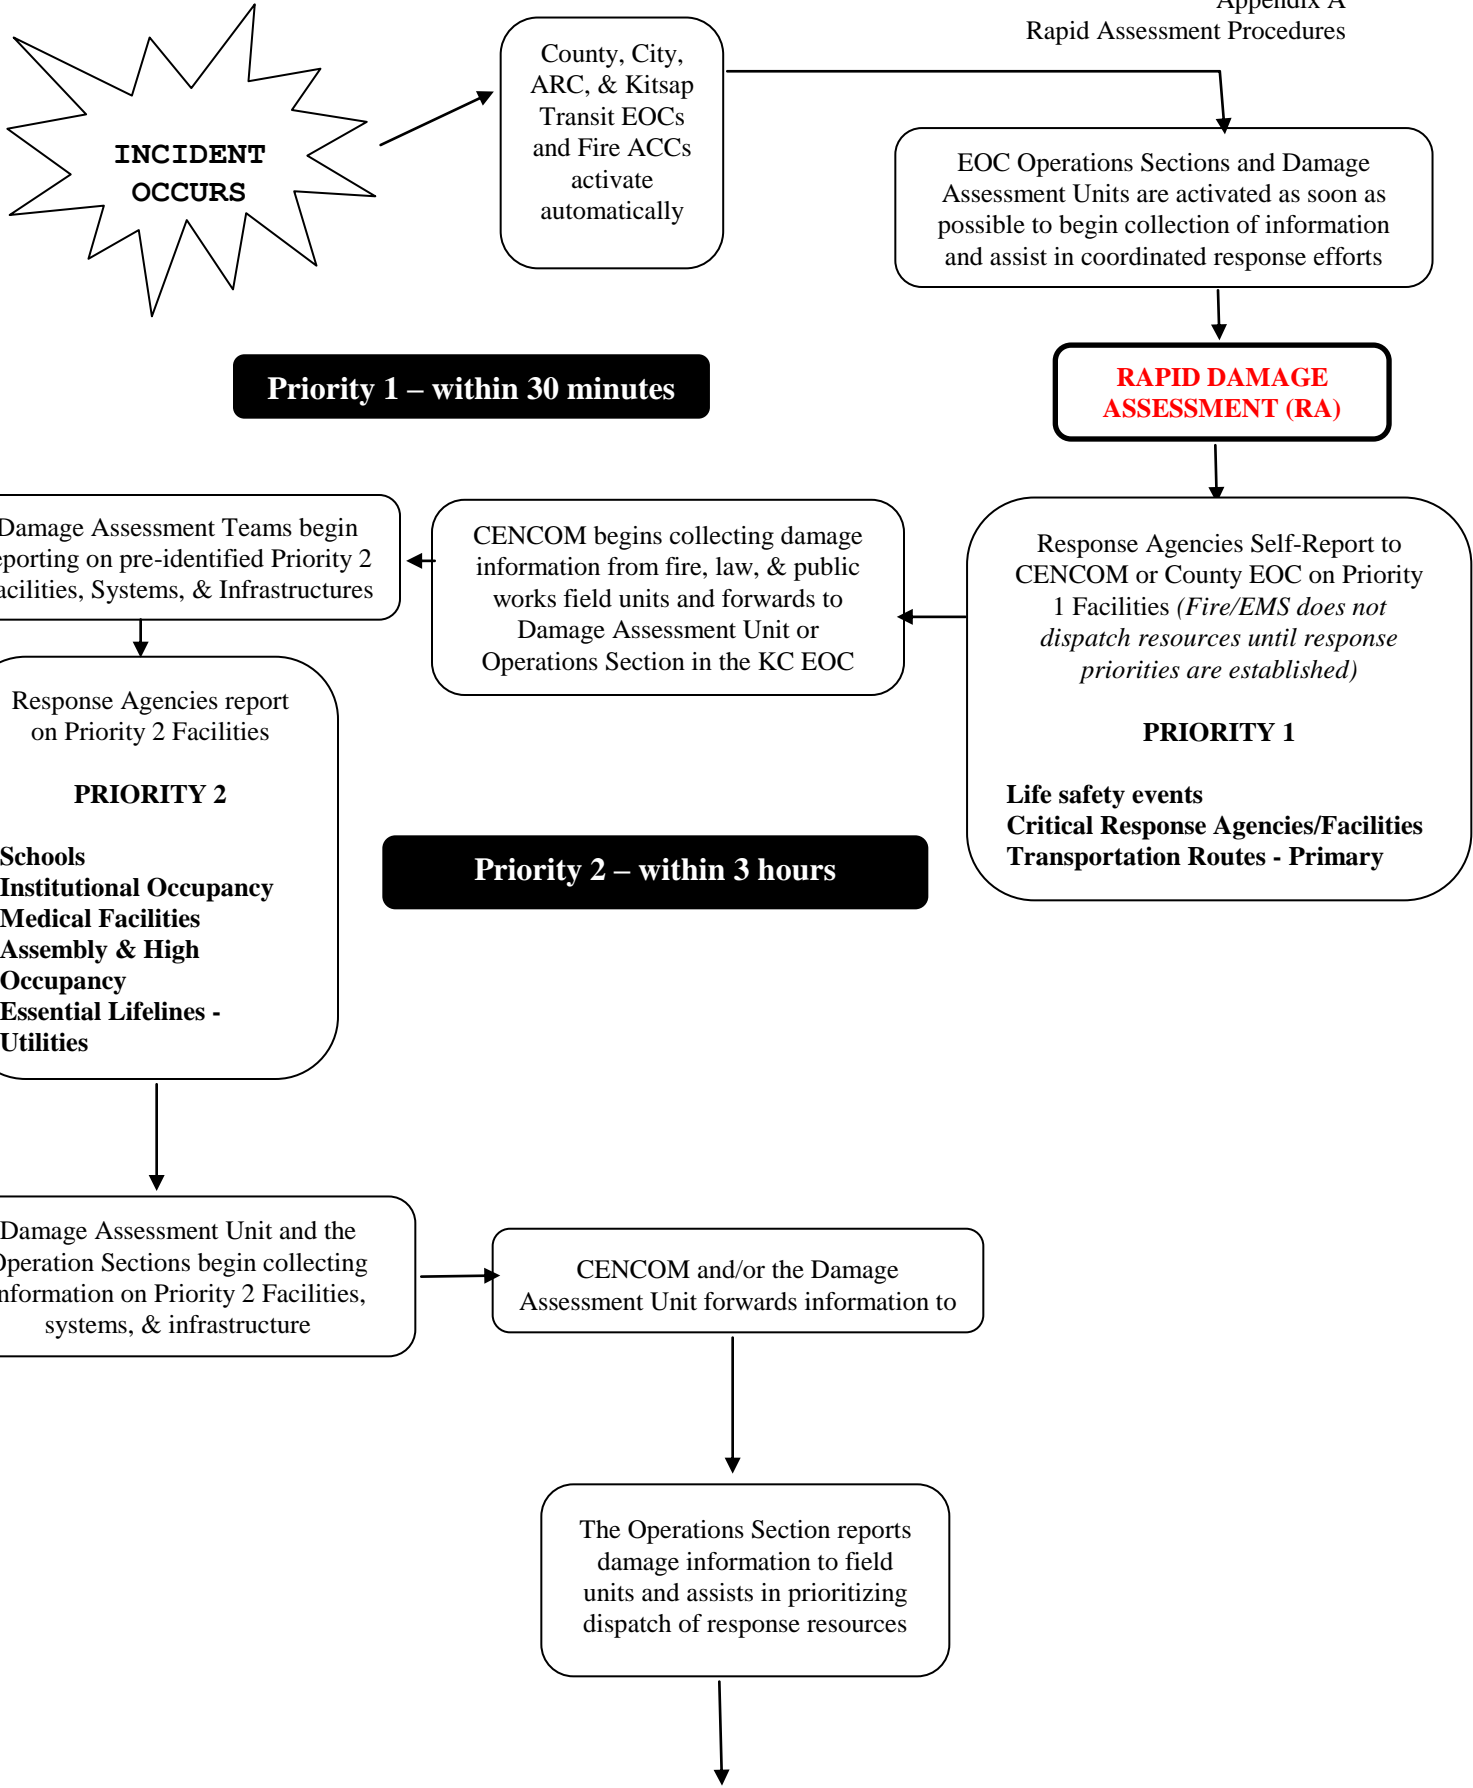 Appendix A
Rapid Assessment Procedures
INCIDENT
OCCURS
County, City,
ARC, & Kitsap
Transit EOCs
and Fire ACCs
activate
automatically
EOC Operations Sections and Damage
Assessment Units are activated as soon as
possible to begin collection of information
and assist in coordinated response efforts
Priority 1 – within 30 minutes
RAPID DAMAGE
ASSESSMENT (RA)
Response Agencies Self-Report to
CENCOM or County EOC on Priority
1 Facilities (Fire/EMS does not
dispatch resources until response
priorities are established)
PRIORITY 1
Life safety events
Critical Response Agencies/Facilities
Transportation Routes - Primary
CENCOM begins collecting damage
information from fire, law, & public
works field units and forwards to
Damage Assessment Unit or
Operations Section in the KC EOC
Damage Assessment Teams begin
eporting on pre-identified Priority 2
acilities, Systems, & Infrastructures
Response Agencies report
on Priority 2 Facilities
PRIORITY 2
Schools
Institutional Occupancy
Medical Facilities
Assembly & High
Occupancy
Essential Lifelines -
Utilities
Priority 2 – within 3 hours
Damage Assessment Unit and the
Operation Sections begin collecting
nformation on Priority 2 Facilities,
systems, & infrastructure
CENCOM and/or the Damage
Assessment Unit forwards information to
The Operations Section reports
damage information to field
units and assists in prioritizing
dispatch of response resources